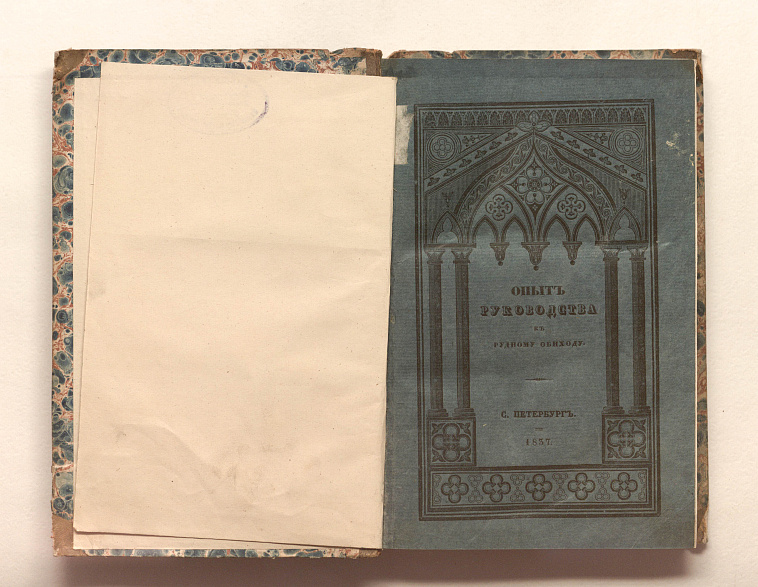 ОПЫТЪ
РУКОВОДСТВА
КЪ
РУДНОМУ ОБИХОДУ.
С. ПЕТЕРБУРГЪ.
1837.